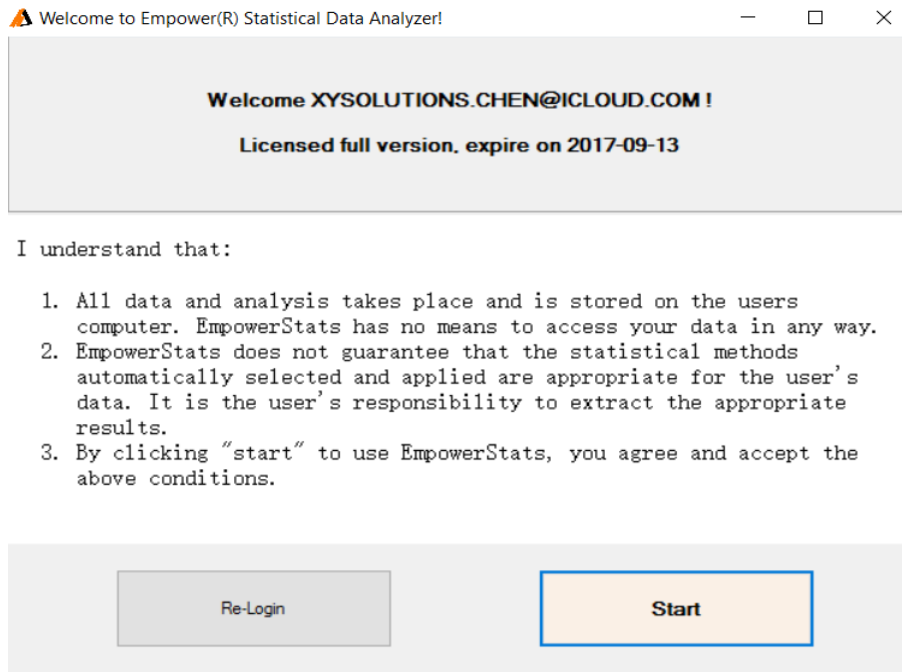 Welcome to Empower(R) Statistical Data Analyzer!
Welcome XYSOLUTIONS.CHEN@ICLOUD.COM !
Licensed full version, expire on 2017-09-13
I understand that:
1. All data and analysis takes place and is stored on the users
computer. EmpowerStats has no means to access your data in any way.
2. EmpowerStats does not guarantee that the statistical methods
automatically selected and applied are appropriate for the user's
data. It is the user's responsibility to extract the appropriate
results.
3. By clicking "start" to use EmpowerStats, you agree and accept the
above conditions.
Re-Login
Start